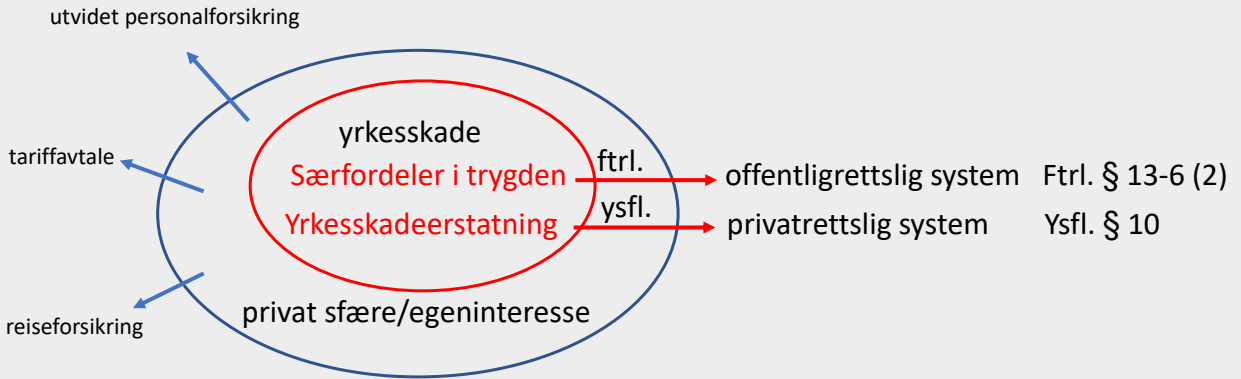 utvidet personalforsikring
yrkesskade
tariffavtale
Særfordeler i trygden ftrl. offentligrettslig system Ftrl. § 13-6 (2)
Yrkesskadeerstatning ysfl. privatrettslig system Ysfl. § 10
privat sfære/egeninteresse
reiseforsikring